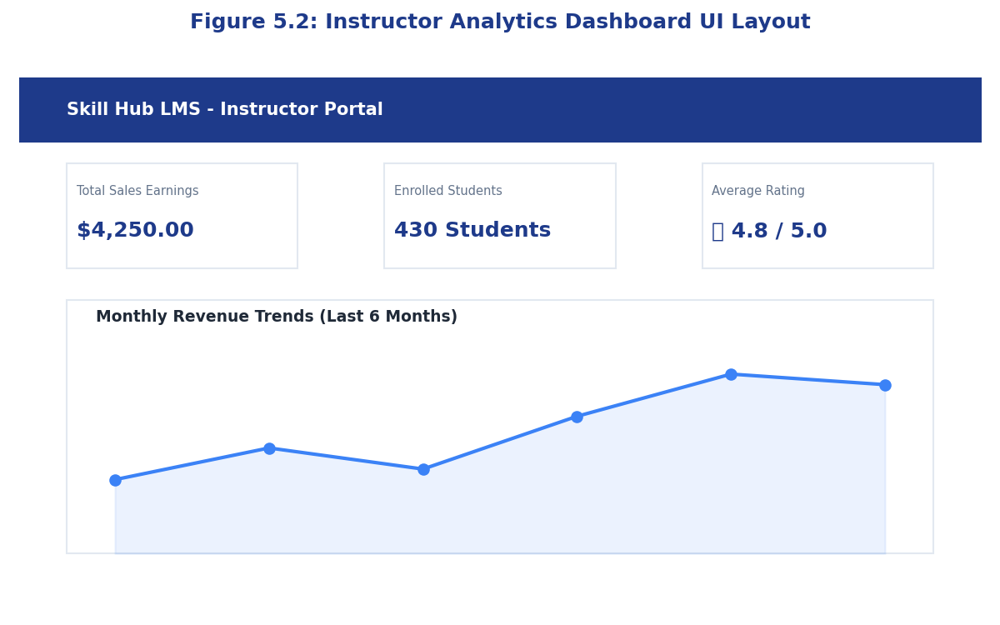 Figure 5.2: Instructor Analytics Dashboard UI Layout
Skill Hub LMS - Instructor Portal
Total Sales Earnings
Enrolled Students
Average Rating
$4,250.00
430 Students
4.8 / 5.0
Monthly Revenue Trends (Last 6 Months)